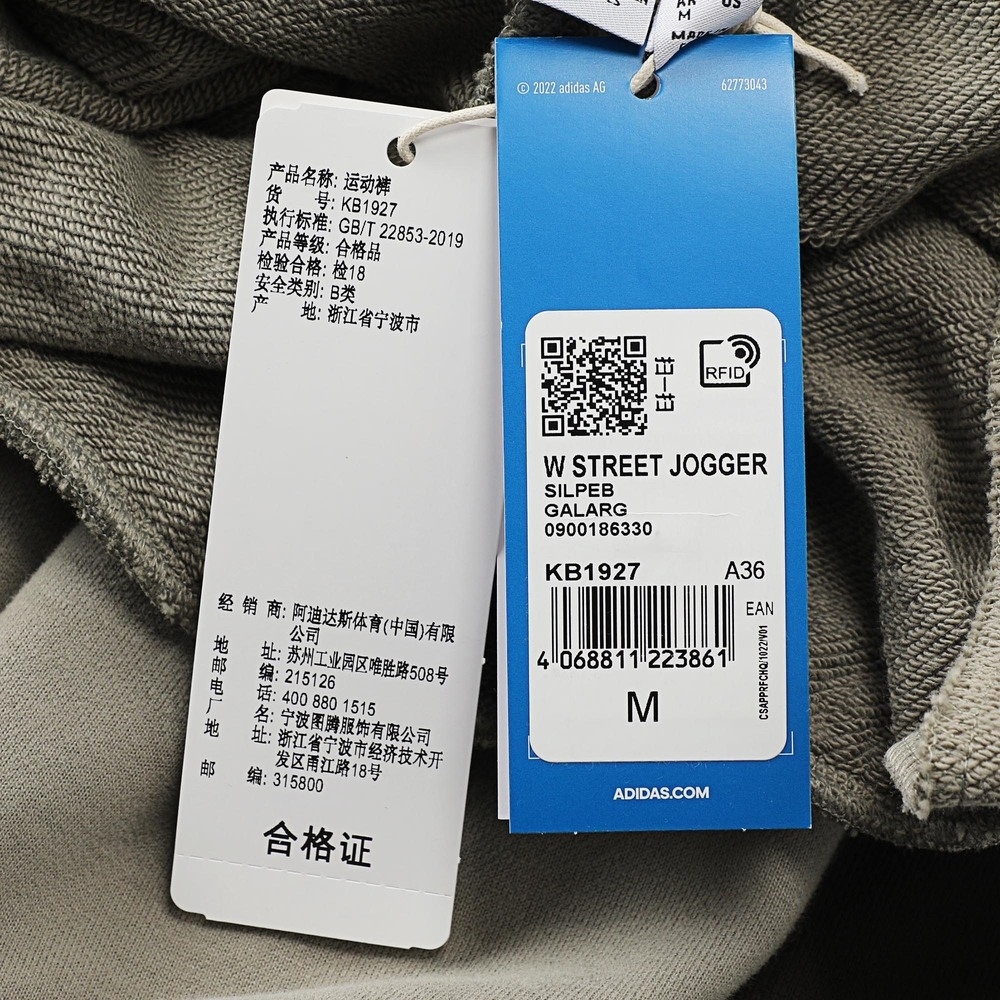 产品名称: 运动裤
货 号: KB1927
执行标准: GB/T 22853-2019
产品等级: 合格品
检验合格: 检18
安全类别: B类
产 地: 浙江省宁波市
经 销 商: 阿迪达斯体育(中国)有限
公司
地 址: 苏州工业园区唯胜路508号
邮 编: 215126
电 话: 400 880 1515
厂 名: 宁波图腾服饰有限公司
地 址: 浙江省宁波市经济技术开
发区甬江路18号
邮 编: 315800
合格证
US
M
© 2022 adidas AG
62773043
扫一扫
RFID
W STREET JOGGER
SILPEB
GALARG
0900186330
KB1927 A36
EAN
4 068811 223861
CSAPPRFCHQ/1022/V01
M
ADIDAS.COM